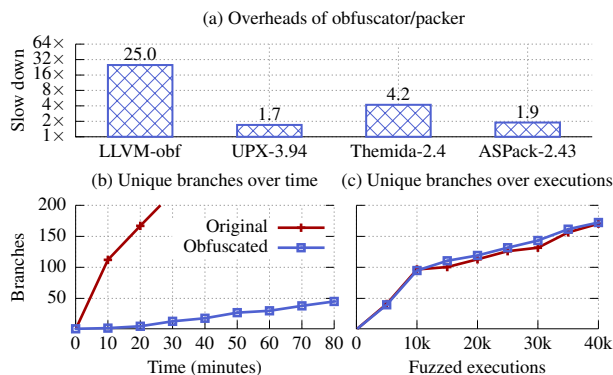 (a) Overheads of obfuscator/packer
Slow down
64×
32×
16×
8×
4×
2×
1×
25.0
1.7
4.2
1.9
LLVM-obf UPX-3.94 Themida-2.4 ASPack-2.43
(b) Unique branches over time
Branches
200
150
100
50
Original
Obfuscated
0 10 20 30 40 50 60 70 80
Time (minutes)
(c) Unique branches over executions
0 10k 20k 30k 40k
Fuzzed executions